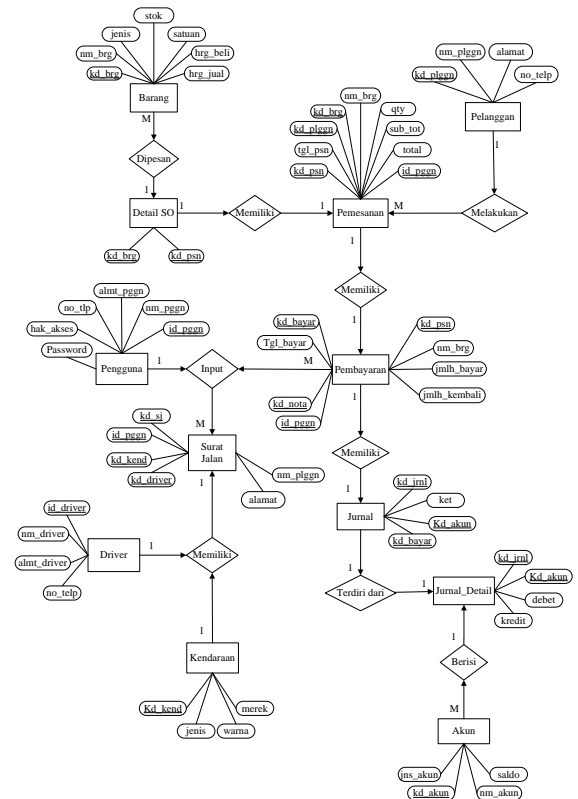 stok
jenis
satuan
nm_brg
hrg_beli
kd_brg
hrg_jual
Barang
M
Dipesan
1
Detail SO
1
Memiliki
1
kd_brg
kd_psn
nm_brg
kd_brg
qty
kd_plggn
sub_tot
tgl_psn
total
kd_psn
id_pggn
Pemesanan
nm_plggn
alamat
kd_plggn
no_telp
Pelanggan
1
Melakukan
M
1
Memiliki
1
almt_pggn
no_tlp
nm_pggn
hak_akses
id_pggn
Password
Pengguna
1
Input
M
M
kd_bayar
Tgl_bayar
kd_nota
id_pggn
Pembayaran
kd_psn
nm_brg
jmlh_bayar
jmlh_kembali
1
Memiliki
1
kd_sj
id_pggn
kd_kend
kd_driver
Surat
Jalan
nm_plggn
alamat
1
id_driver
nm_driver
almt_driver
no_telp
Driver
1
Memiliki
1
Kendaraan
Kd_kend
merek
jenis
warna
kd_jrml
ket
Kd_akun
kd_bayar
Jurnal
1
Terdiri dari
1
Jurnal_Detail
kd_jrnl
Kd_akun
debet
kredit
1
Berisi
M
Akun
jns_akun
saldo
kd_akun
nm_akun